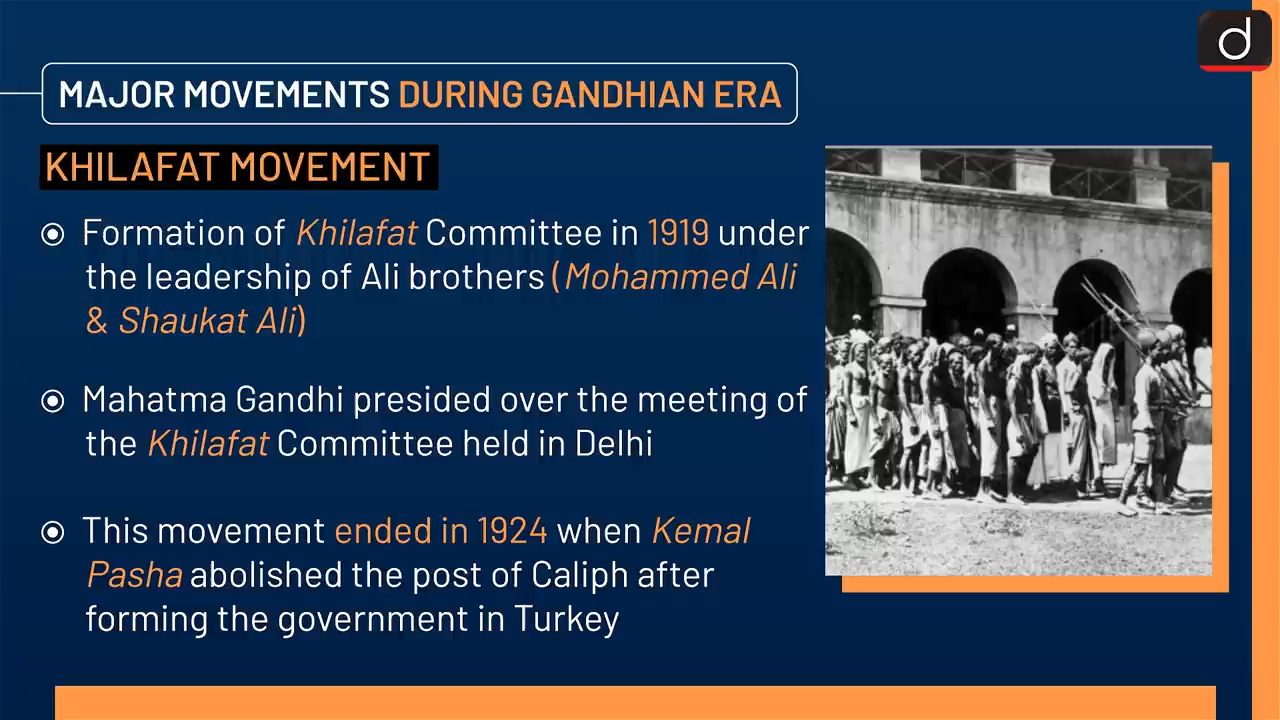 d
MAJOR MOVEMENTS DURING GANDHIAN ERA
KHILAFAT MOVEMENT
Formation of Khilafat Committee in 1919 under
the leadership of Ali brothers (Mohammed Ali
& Shaukat Ali)
Mahatma Gandhi presided over the meeting of
the Khilafat Committee held in Delhi
This movement ended in 1924 when Kemal
Pasha abolished the post of Caliph after
forming the government in Turkey